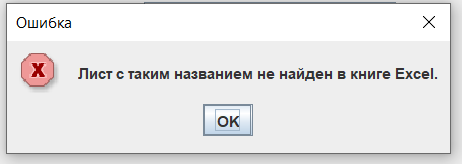 Ошибка
Лист с таким названием не найден в книге Excel.
OK